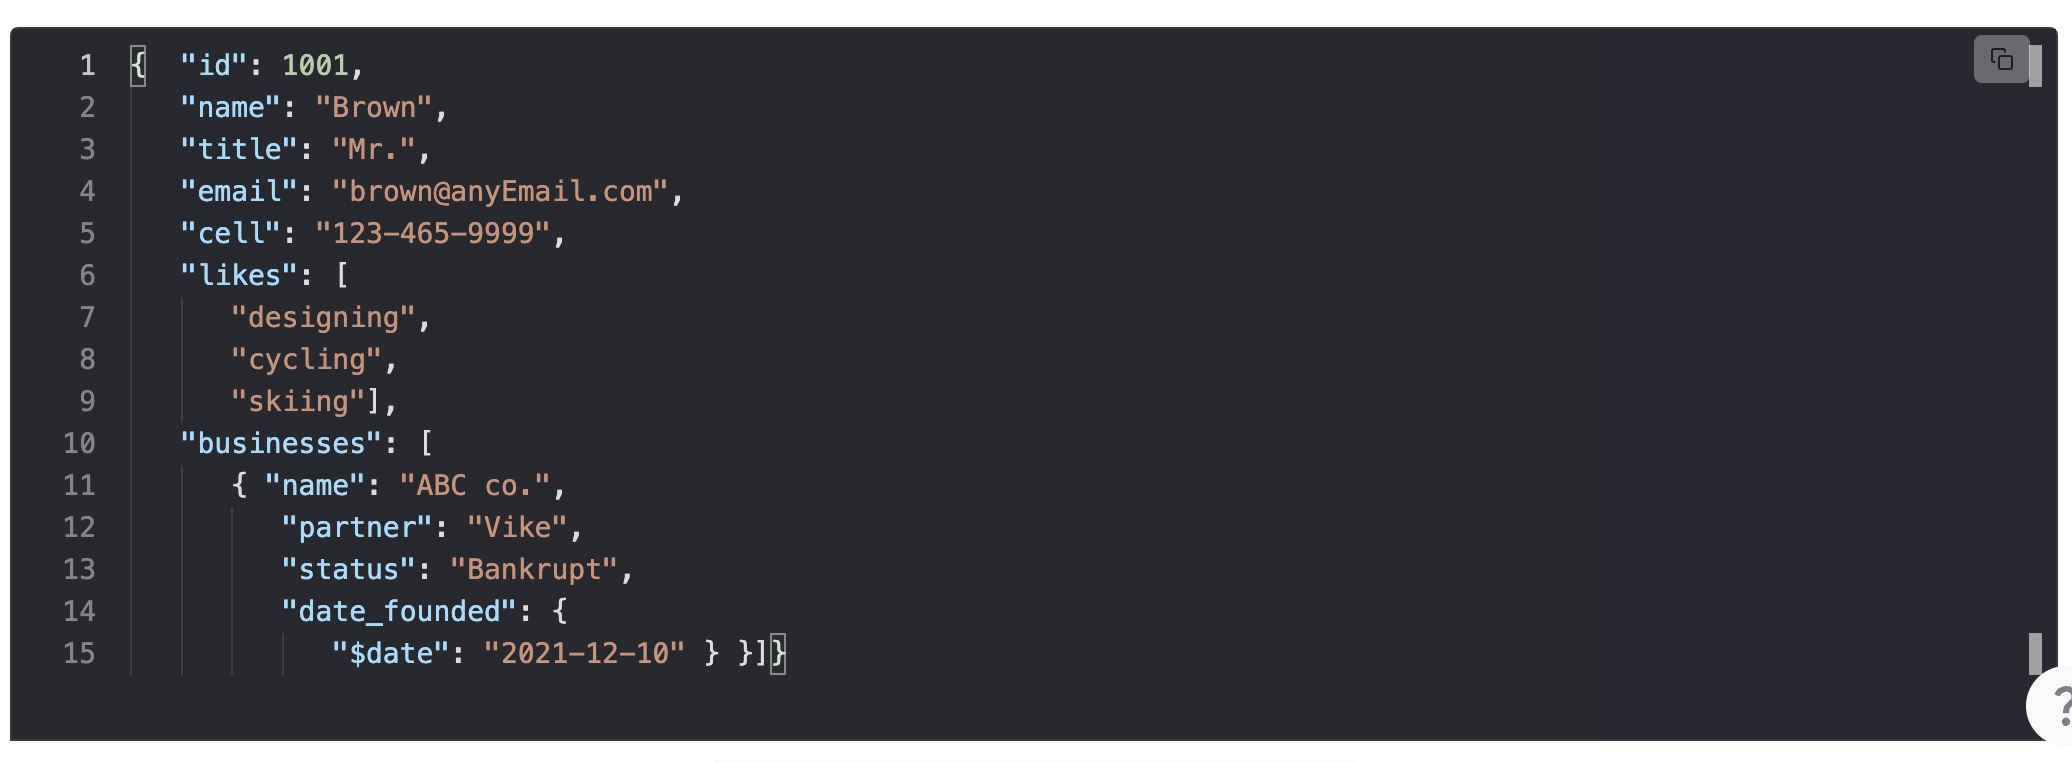 1 {  "id": 1001,
2    "name": "Brown",
3    "title": "Mr.",
4    "email": "brown@anyEmail.com",
5    "cell": "123-465-9999",
6    "likes": [
7       "designing",
8       "cycling",
9       "skiing"],
10    "businesses": [
11       { "name": "ABC co.",
12          "partner": "Vike",
13          "status": "Bankrupt",
14          "date_founded": {
15             "$date": "2021-12-10" } }]}
?